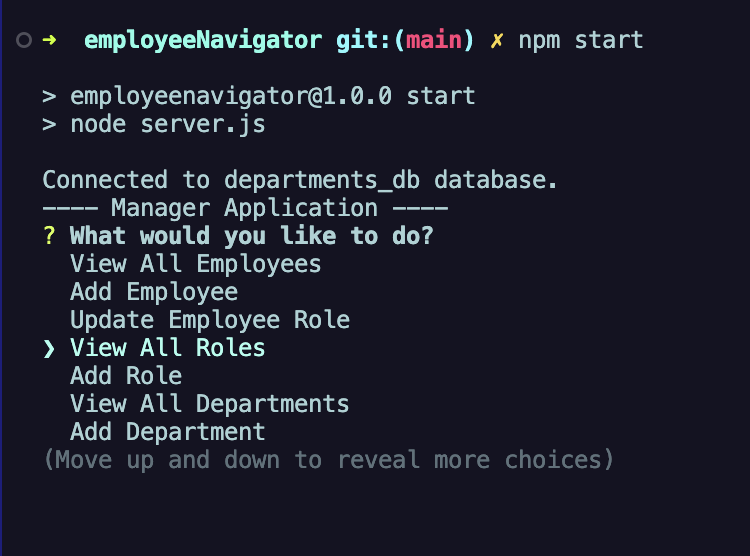 ➜ employeeNavigator git:(main) ✗ npm start
> employeenavigator@1.0.0 start
> node server.js
Connected to departments_db database.
---- Manager Application ----
? What would you like to do?
View All Employees
Add Employee
Update Employee Role
❯ View All Roles
Add Role
View All Departments
Add Department
(Move up and down to reveal more choices)